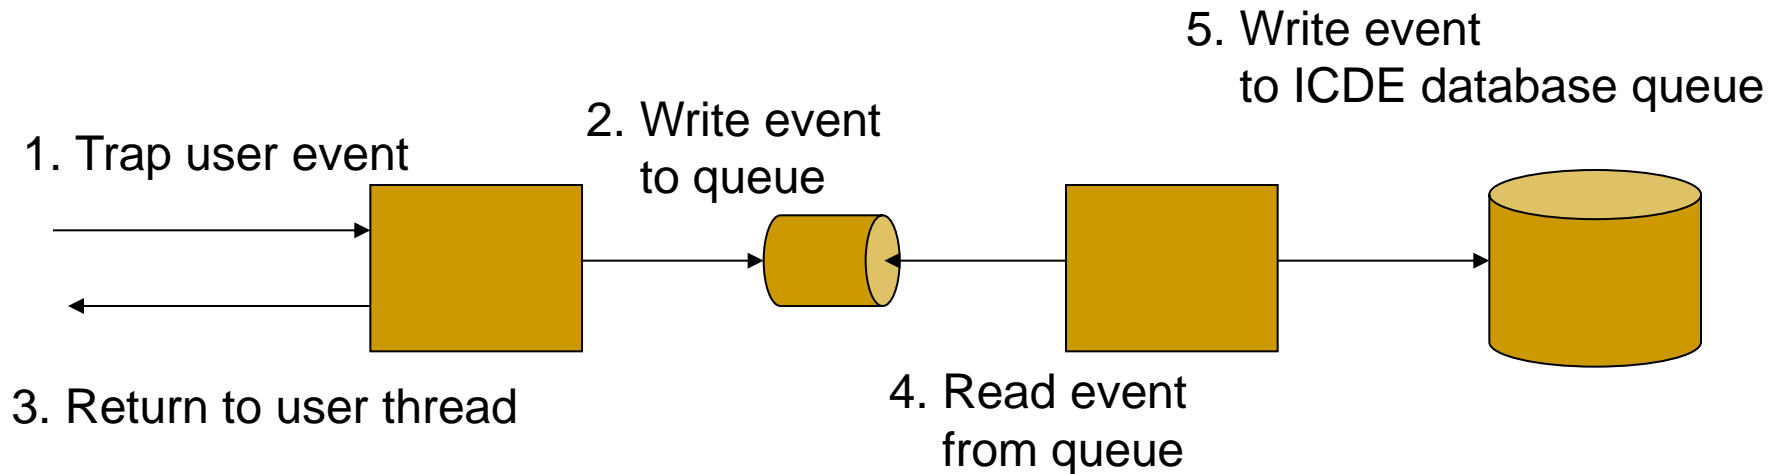 1. Trap user event
2. Write event
to queue
3. Return to user thread
4. Read event
from queue
5. Write event
to ICDE database queue